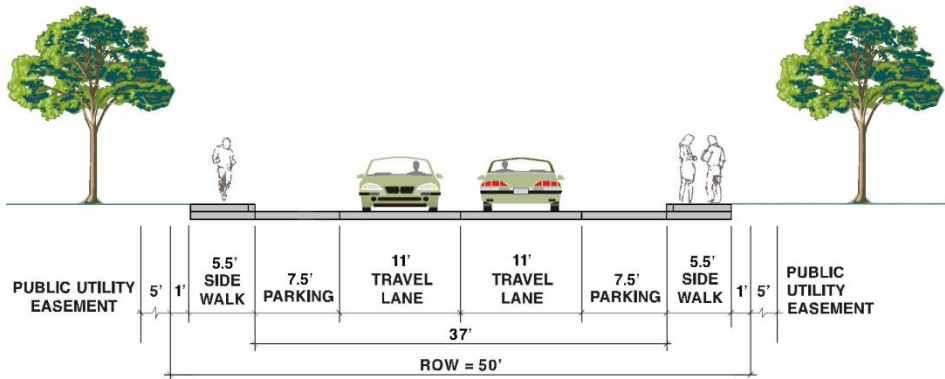 PUBLIC UTILITY
EASEMENT
5'
1'
5.5'
SIDE
WALK
7.5'
PARKING
11'
TRAVEL
LANE
11'
TRAVEL
LANE
7.5'
PARKING
5.5'
SIDE
WALK
1'
5'
PUBLIC
UTILITY
EASEMENT
37'
ROW = 50'